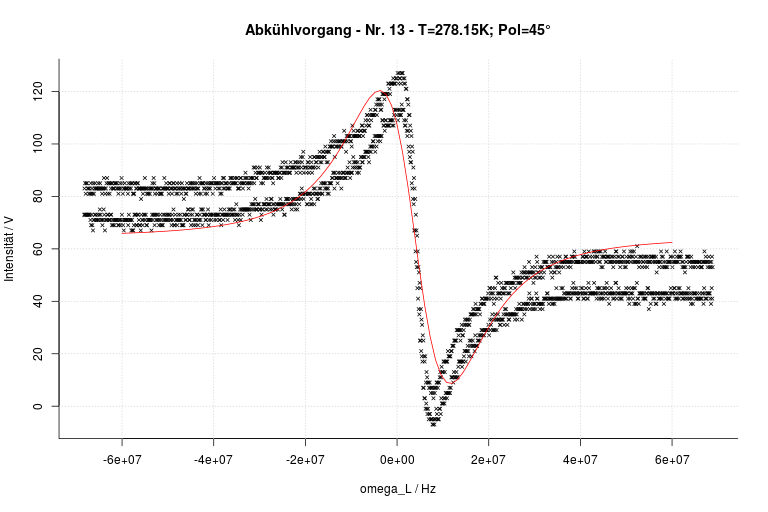 Abkühlvorgang - Nr. 13 - T=278.15K; Pol=45°
Intensität / V
120
100
80
60
40
20
0
-6e+07 -4e+07 -2e+07 0e+00 2e+07 4e+07 6e+07
omega_L / Hz